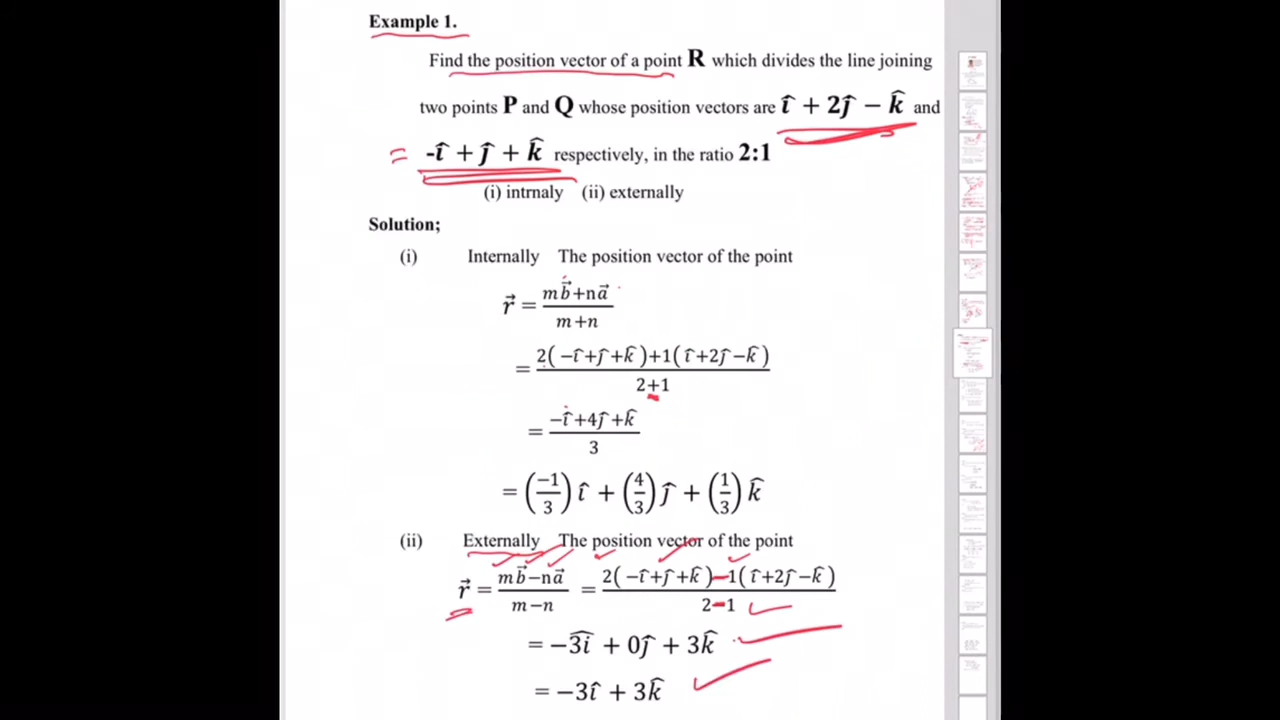 Example 1.
Find the position vector of a point R which divides the line joining
two points P and Q whose position vectors are î + 2ĵ − k̂ and
= -î + ĵ + k̂ respectively, in the ratio 2:1
(i) intrnaly (ii) externally
Solution;
(i) Internally The position vector of the point
r⃗ = (mb⃗+na⃗)/(m+n)
= (2(−î+ĵ+k̂)+1(î+2ĵ−k̂))/(2+1)
= (−î+4ĵ+k̂)/3
= (−1/3)î + (4/3)ĵ + (1/3)k̂
(ii) Externally The position vector of the point
r⃗ = (mb⃗−na⃗)/(m−n) = (2(−î+ĵ+k̂)−1(î+2ĵ−k̂))/(2−1)
= −3î + 0ĵ + 3k̂
= −3î + 3k̂